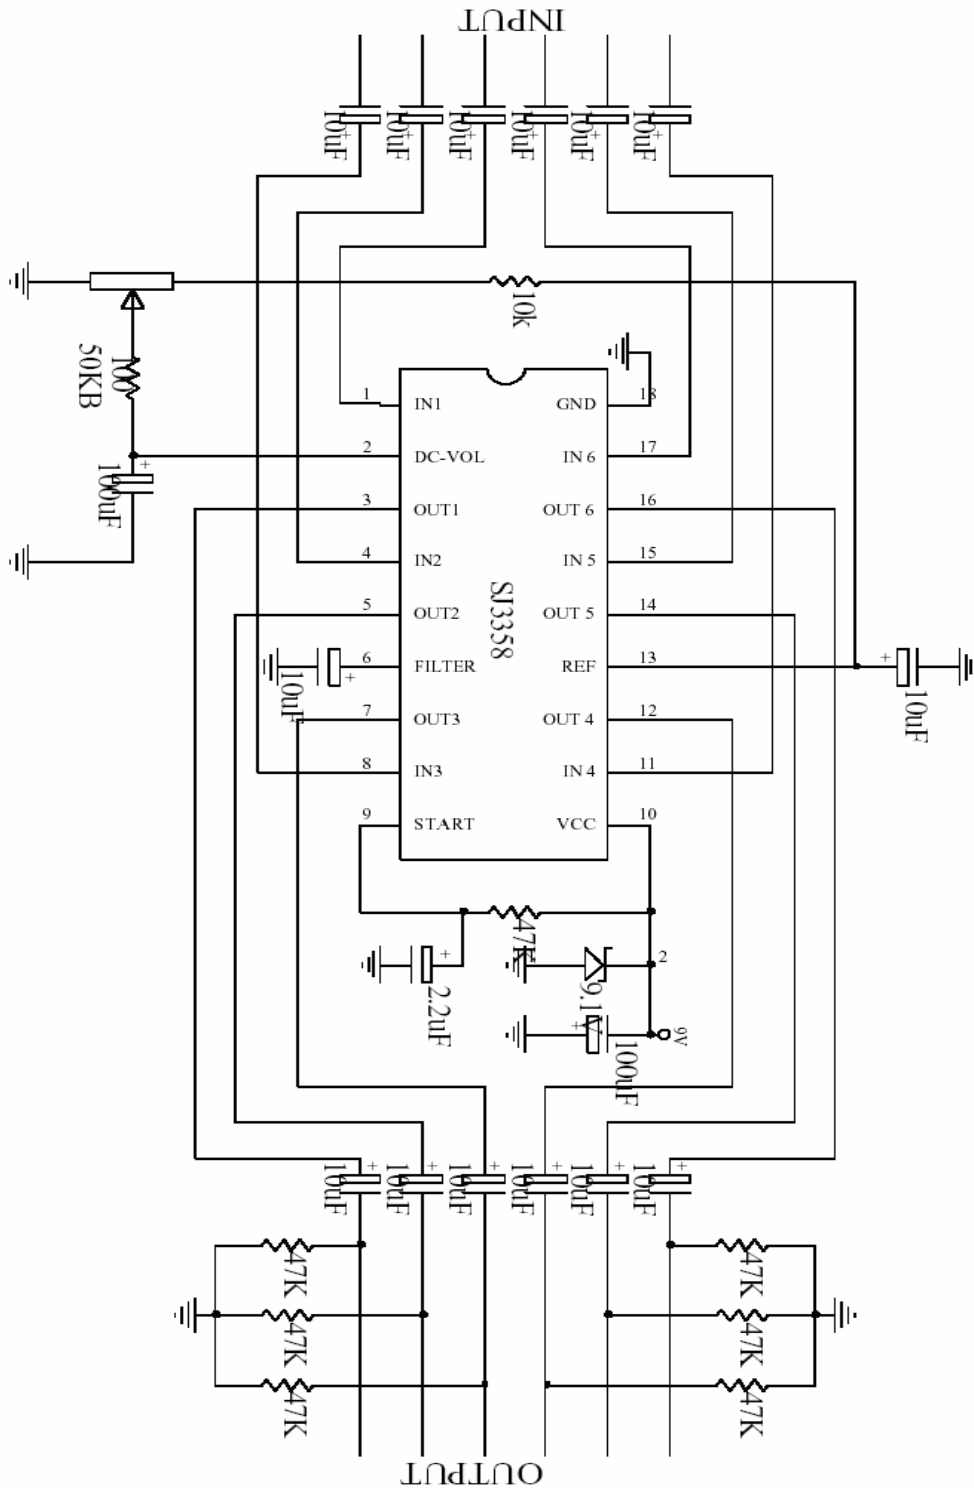 INPUT
10uF 10uF 10uF 10uF 10uF 10uF
+ + + + + +
10k
100
50KB
+
100uF
1 IN1 GND 18
2 DC-VOL IN 6 17
3 OUT1 OUT 6 16
4 IN2 IN 5 15
SJ3358
5 OUT2 OUT 5 14
6 FILTER REF 13
+ 10uF
+ 10uF
7 OUT3 OUT 4 12
8 IN3 IN 4 11
9 START VCC 10
47K
+ 2.2uF
2
9.1V
+ 100uF
9V
+ + + + + +
10uF 10uF 10uF 10uF 10uF 10uF
47K 47K
47K 47K
47K 47K
OUTPUT